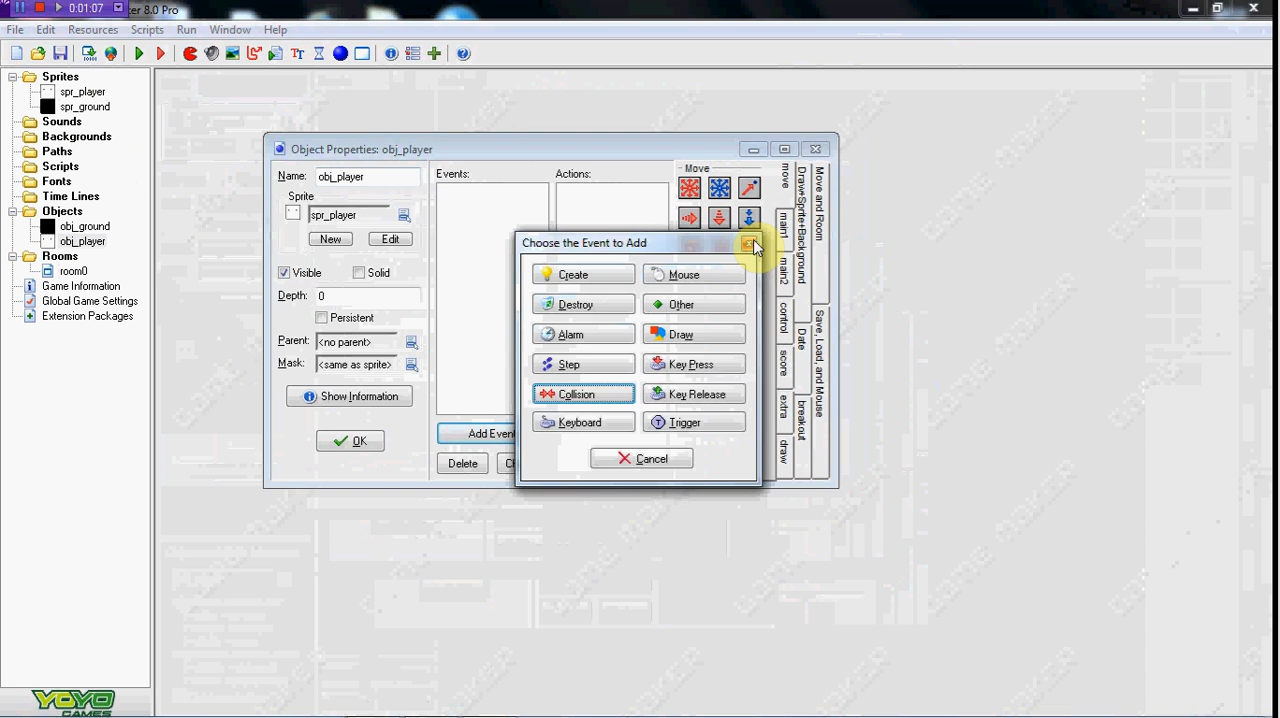 0:01:07
ter 8.0 Pro
File Edit Resources Scripts Run Window Help
Sprites
spr_player
spr_ground
Sounds
Backgrounds
Paths
Scripts
Fonts
Time Lines
Objects
obj_ground
obj_player
Rooms
room0
Game Information
Global Game Settings
Extension Packages
YOYO
GAMES
Object Properties: obj_player
Name: obj_player
Sprite
spr_player
New Edit
Visible Solid
Depth: 0
Persistent
Parent: <no parent>
Mask: <same as sprite>
Show Information
OK
Events:
Actions:
Add Event
Delete
Move
move
main1
main2
control
score
extra
draw
Draw+Sprite+Background
Date
breakout
Move and Room
Save, Load, and Mouse
Choose the Event to Add
Create Mouse
Destroy Other
Alarm Draw
Step Key Press
Collision Key Release
Keyboard Trigger
Cancel